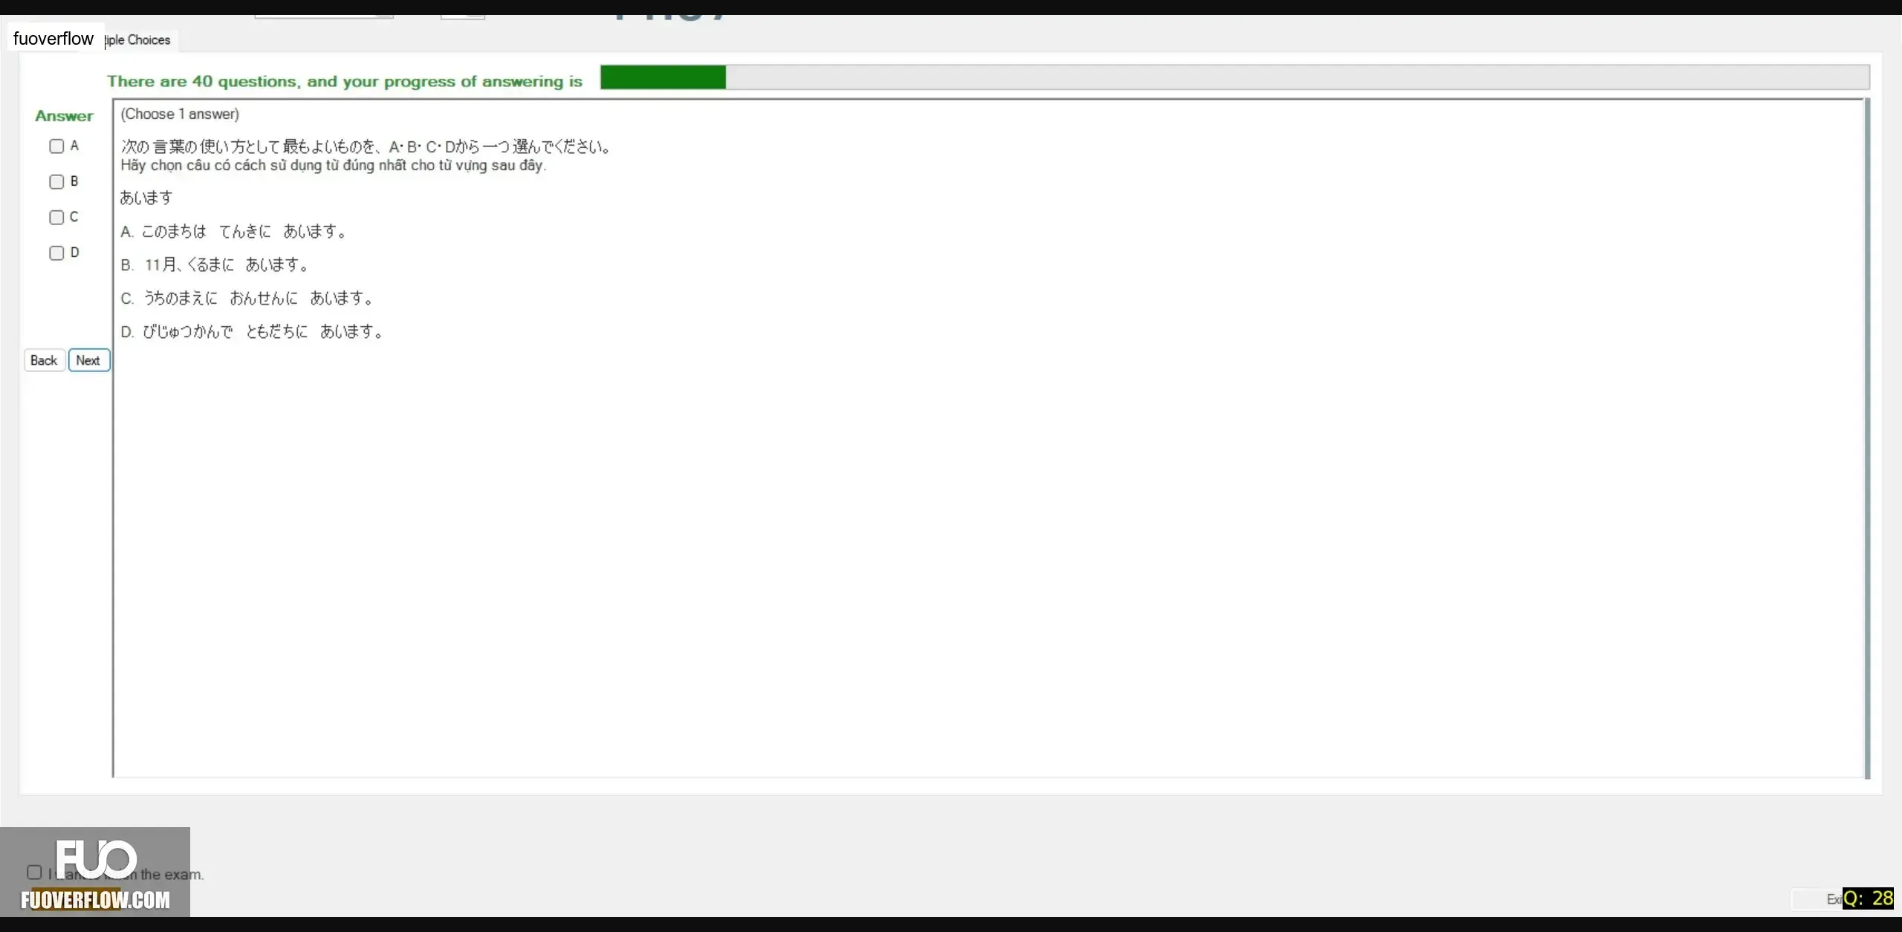 fuoverflow
iple Choices
There are 40 questions, and your progress of answering is
Answer
(Choose 1 answer)
A
次の言葉の使い方として最もよいものを、A・B・C・Dから一つ選んでください。
Hãy chọn câu có cách sử dụng từ đúng nhất cho từ vựng sau đây.
B
あいます
C
A. このまちは てんきに あいます。
D
B. 11月、くるまに あいます。
C. うちのまえに おんせんに あいます。
D. びじゅつかんで ともだちに あいます。
Back Next
FUO
I the exam.
FUOVERFLOW.COM
Q: 28